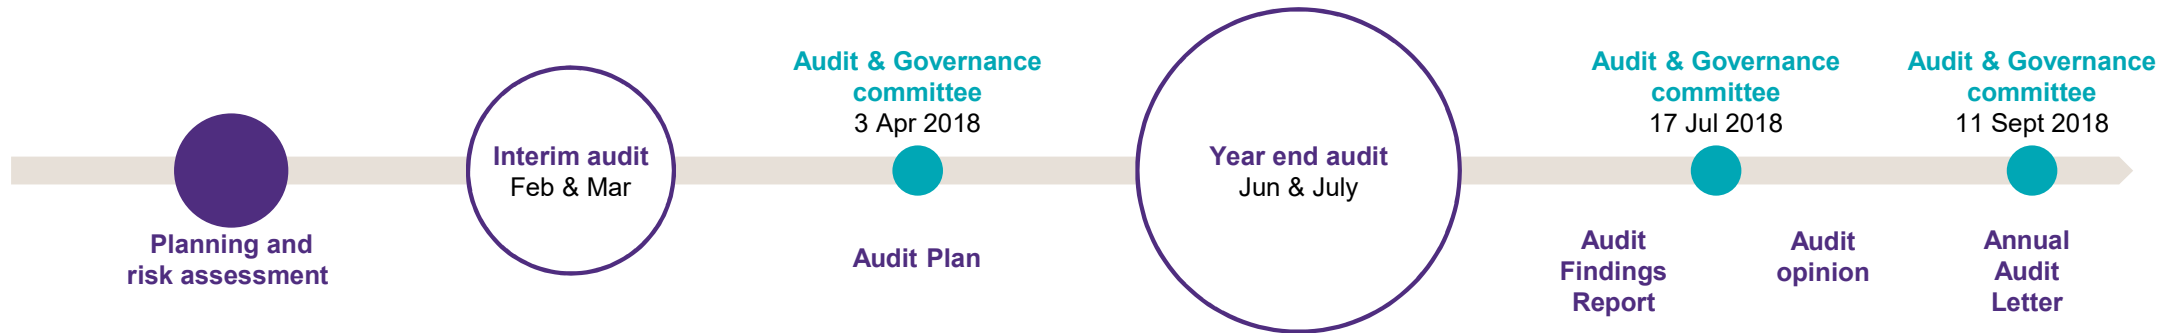 Planning and
risk assessment
Interim audit
Feb & Mar
Audit & Governance
committee
3 Apr 2018
Audit Plan
Year end audit
Jun & July
Audit & Governance
committee
17 Jul 2018
Audit
Findings
Report
Audit
opinion
Audit & Governance
committee
11 Sept 2018
Annual
Audit
Letter